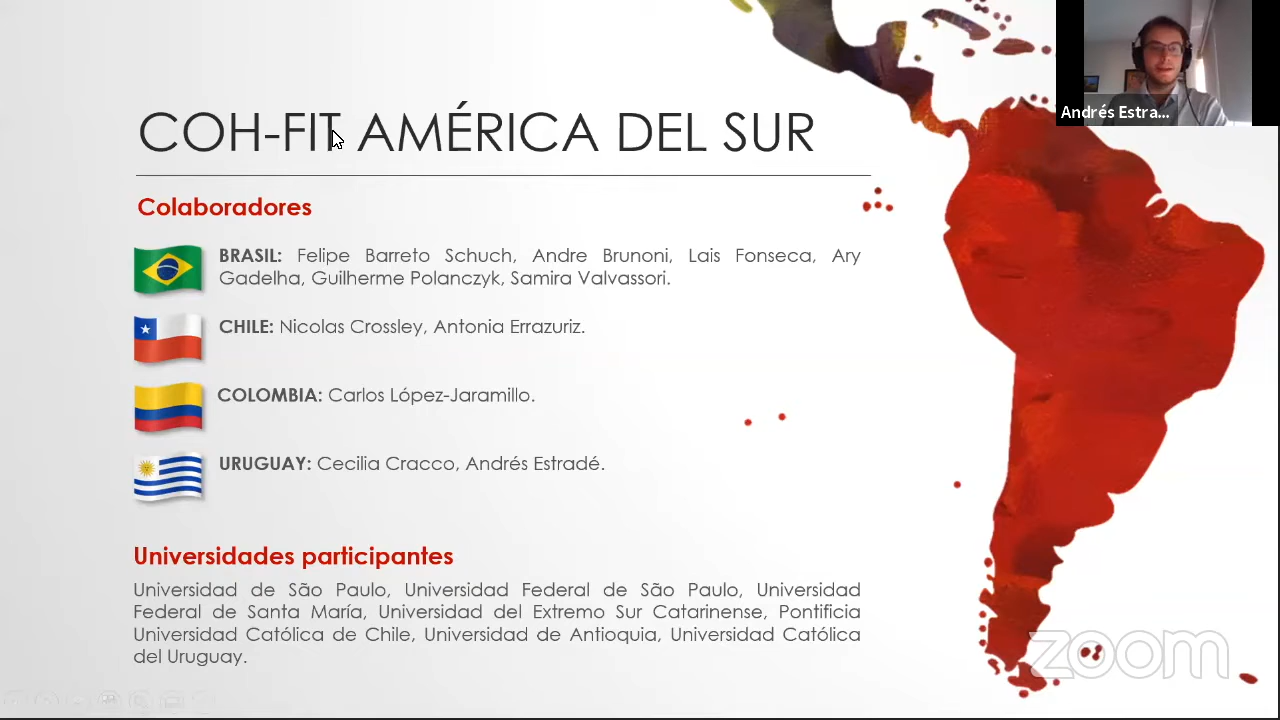 Andrés Estra...
COH-FIT AMÉRICA DEL SUR
Colaboradores
BRASIL: Felipe Barreto Schuch, Andre Brunoni, Lais Fonseca, Ary
Gadelha, Guilherme Polanczyk, Samira Valvassori.
CHILE: Nicolas Crossley, Antonia Errazuriz.
COLOMBIA: Carlos López-Jaramillo.
URUGUAY: Cecilia Cracco, Andrés Estradé.
Universidades participantes
Universidad de São Paulo, Universidad Federal de São Paulo, Universidad
Federal de Santa María, Universidad del Extremo Sur Catarinense, Pontificia
Universidad Católica de Chile, Universidad de Antioquia, Universidad Católica
del Uruguay.
zoom